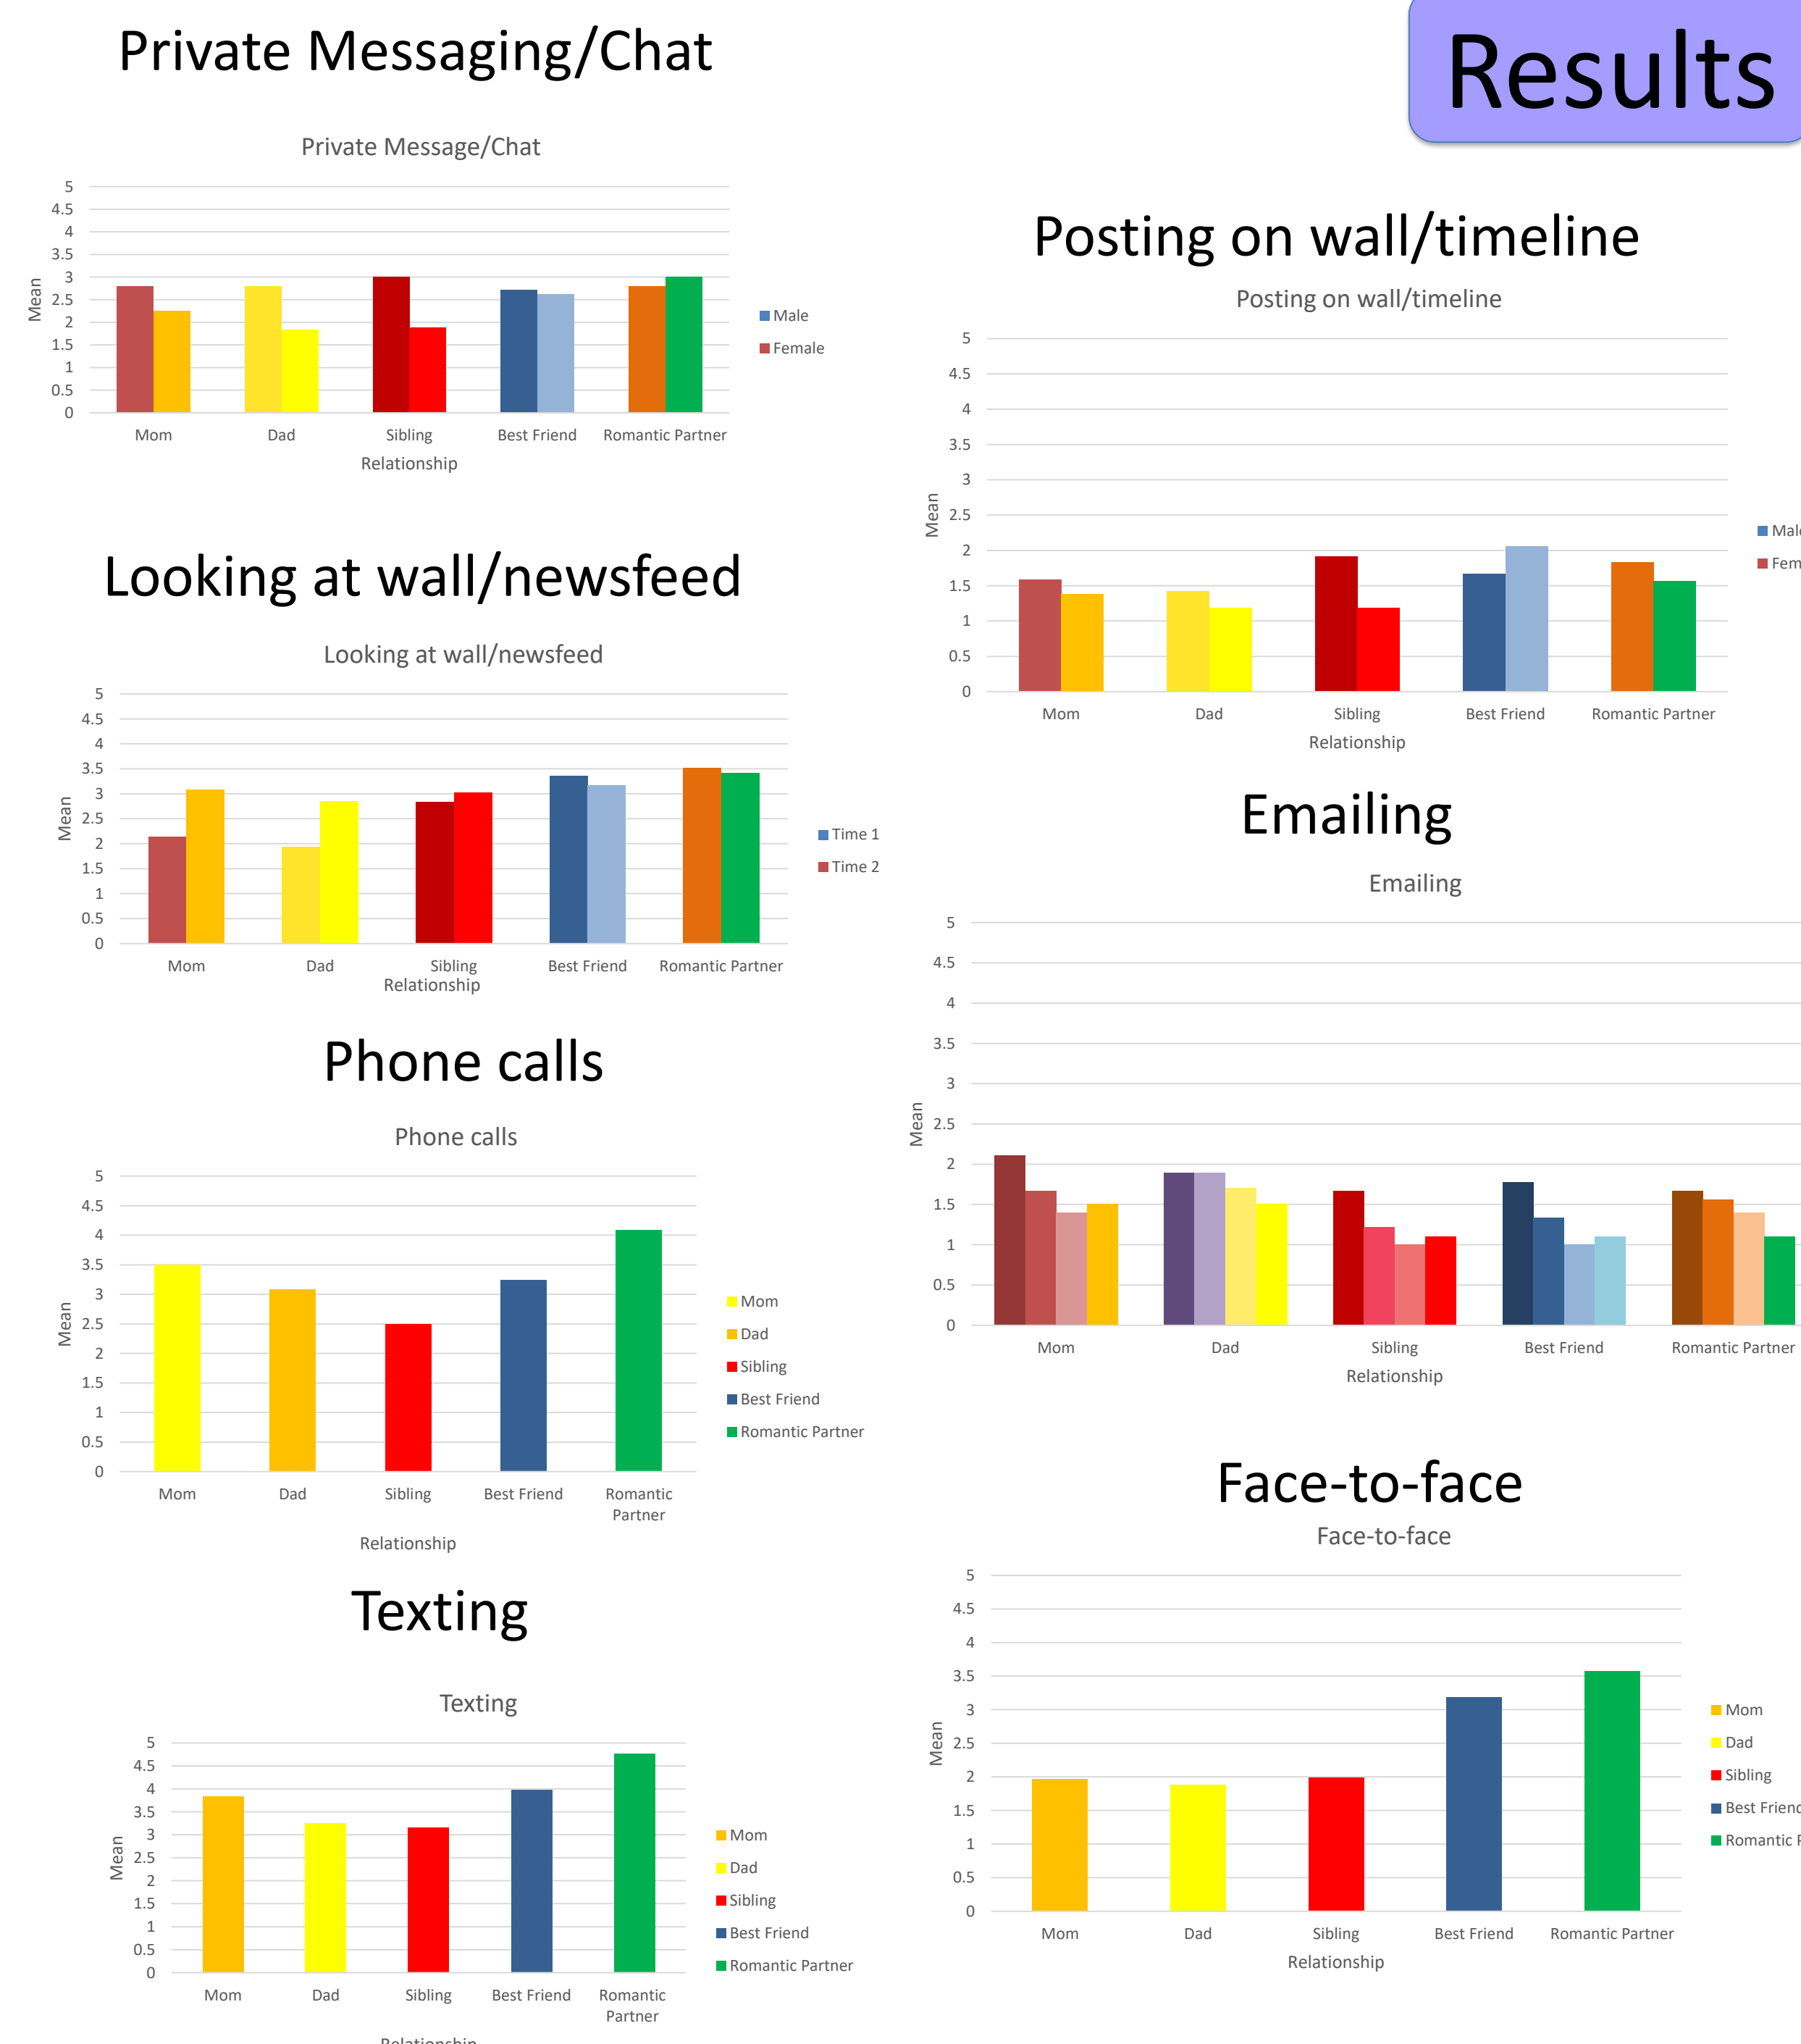 Results
Private Messaging/Chat
Private Message/Chat
5
4.5
4
3.5
3
2.5
2
1.5
1
0.5
0
Mean
Mom Dad Sibling Best Friend Romantic Partner
Relationship
Male
Female
Looking at wall/newsfeed
Looking at wall/newsfeed
5
4.5
4
3.5
3
2.5
2
1.5
1
0.5
0
Mean
Mom Dad Sibling Best Friend Romantic Partner
Relationship
Time 1
Time 2
Phone calls
Phone calls
5
4.5
4
3.5
3
2.5
2
1.5
1
0.5
0
Mean
Mom Dad Sibling Best Friend Romantic
Partner
Relationship
Mom
Dad
Sibling
Best Friend
Romantic Partner
Texting
Texting
5
4.5
4
3.5
3
2.5
2
1.5
1
0.5
0
Mean
Mom Dad Sibling Best Friend Romantic
Partner
Relationship
Mom
Dad
Sibling
Best Friend
Romantic Partner
Posting on wall/timeline
Posting on wall/timeline
5
4.5
4
3.5
3
2.5
2
1.5
1
0.5
0
Mean
Mom Dad Sibling Best Friend Romantic Partner
Relationship
Mal
Fem
Emailing
Emailing
5
4.5
4
3.5
3
2.5
2
1.5
1
0.5
0
Mean
Mom Dad Sibling Best Friend Romantic Partner
Relationship
Face-to-face
Face-to-face
5
4.5
4
3.5
3
2.5
2
1.5
1
0.5
0
Mean
Mom Dad Sibling Best Friend Romantic Partner
Relationship
Mom
Dad
Sibling
Best Friend
Romantic